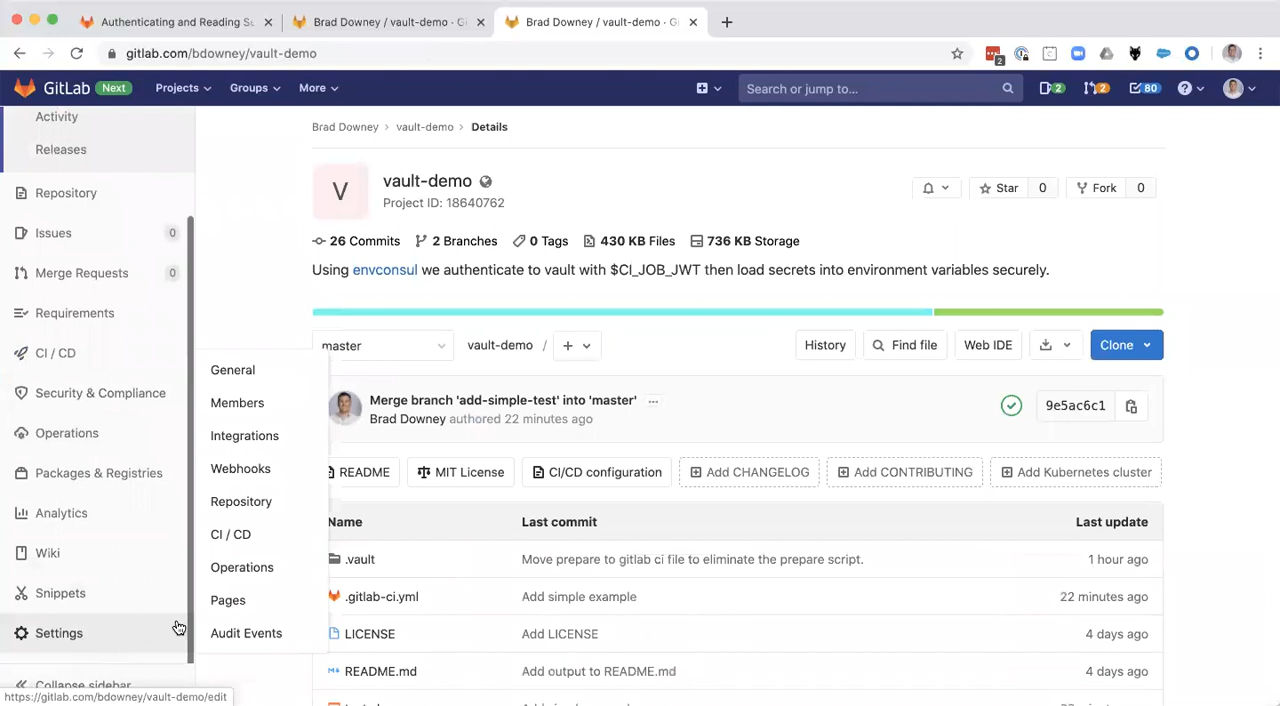 Authenticating and Reading Se
Brad Downey / vault-demo · Gi
Brad Downey / vault-demo · Gi
gitlab.com/bdowney/vault-demo
2
GitLab Next Projects Groups More Search or jump to... 2 2 80
Activity
Releases
Repository
Issues 0
Merge Requests 0
Requirements
CI / CD
Security & Compliance
Operations
Packages & Registries
Analytics
Wiki
Snippets
Settings
Collapse sidebar
https://gitlab.com/bdowney/vault-demo/edit
General
Members
Integrations
Webhooks
Repository
CI / CD
Operations
Pages
Audit Events
Brad Downey > vault-demo > Details
V
vault-demo
Project ID: 18640762
Star 0 Fork 0
26 Commits 2 Branches 0 Tags 430 KB Files 736 KB Storage
Using envconsul we authenticate to vault with $CI_JOB_JWT then load secrets into environment variables securely.
master vault-demo / + History Find file Web IDE Clone
Merge branch 'add-simple-test' into 'master' ...
Brad Downey authored 22 minutes ago
9e5ac6c1
README MIT License CI/CD configuration Add CHANGELOG Add CONTRIBUTING Add Kubernetes cluster
Name Last commit Last update
.vault Move prepare to gitlab ci file to eliminate the prepare script. 1 hour ago
.gitlab-ci.yml Add simple example 22 minutes ago
LICENSE Add LICENSE 4 days ago
README.md Add output to README.md 4 days ago